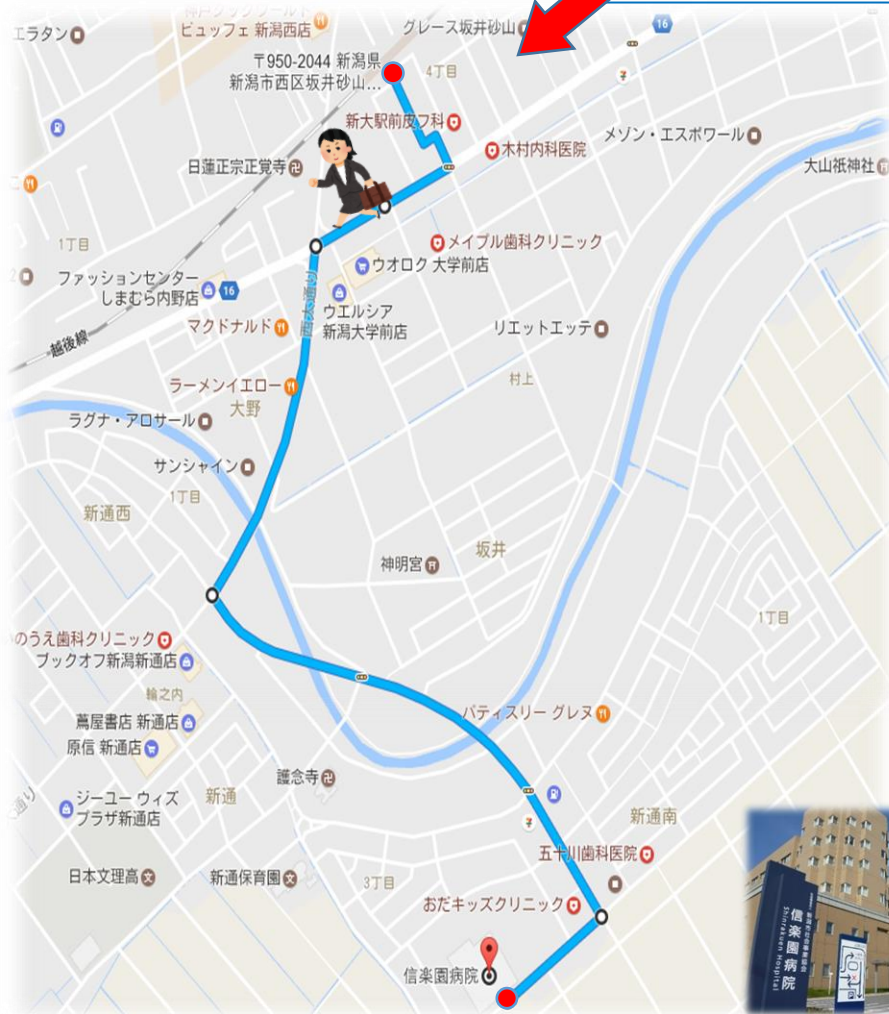 エラタン
ビュッフェ 新潟西店
グレース坂井砂山
16
〒950-2044 新潟県
新潟市西区坂井砂山...
4丁目
新大駅前皮フ科
木村内科医院
メゾン・エスポワール
日蓮正宗正覚寺
大山祇神社
1丁目
メイプル歯科クリニック
ウオロク 大学前店
ファッションセンター
しまむら内野店
16
西大通り
ウエルシア
新潟大学前店
マクドナルド
リエットエッテ
越後線
ラーメンイエロー
村上
大野
ラグナ・アロサール
サンシャイン
1丁目
新通西
坂井
神明宮
1丁目
のうえ歯科クリニック
ブックオフ新潟新通店
輪之内
パティスリー グレヌ
蔦屋書店 新通店
原信 新通店
護念寺
ジーユー ウィズ
プラザ新通店
新通
新通南
五十川歯科医院
日本文理高
新通保育園
3丁目
おだキッズクリニック
信楽園病院
信楽園病院
Shinrakuen Hospital